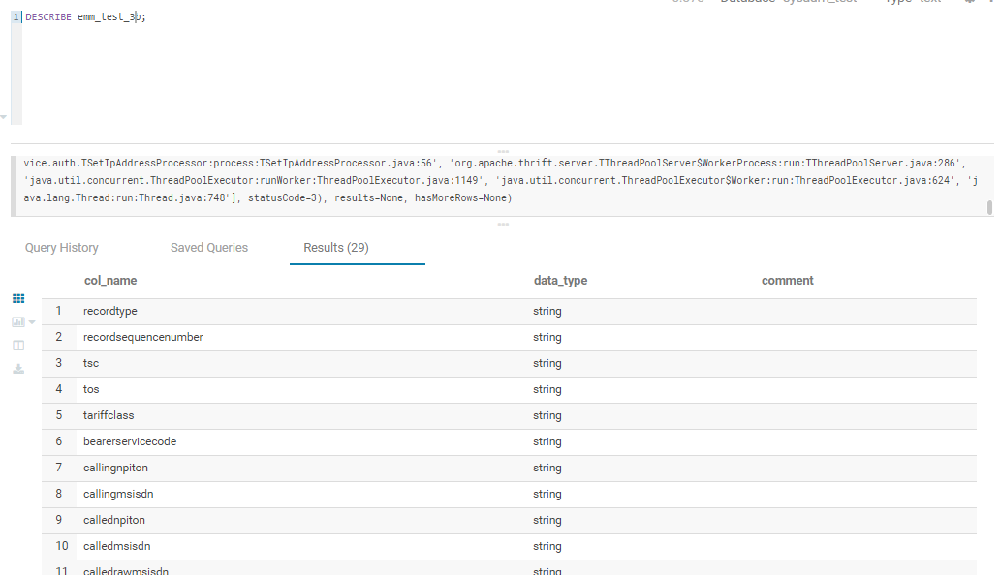 1 DESCRIBE emm_test_3p;
vice.auth.TSetIpAddressProcessor:process:TSetIpAddressProcessor.java:56', 'org.apache.thrift.server.TThreadPoolServer$WorkerProcess:run:TThreadPoolServer.java:286',
'java.util.concurrent.ThreadPoolExecutor:runWorker:ThreadPoolExecutor.java:1149', 'java.util.concurrent.ThreadPoolExecutor$Worker:run:ThreadPoolExecutor.java:624', 'j
ava.lang.Thread:run:Thread.java:748'], statusCode=3), results=None, hasMoreRows=None)
Query History Saved Queries Results (29)
col_name data_type comment
1 recordtype string
2 recordsequencenumber string
3 tsc string
4 tos string
5 tariffclass string
6 bearerservicecode string
7 callingnpiton string
8 callingmsisdn string
9 callednpiton string
10 calledmsisdn string
11 calledrawmsisdn string